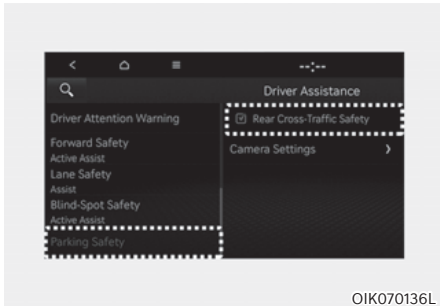 --:--
Driver Assistance
Driver Attention Warning
Forward Safety
Active Assist
Lane Safety
Assist
Blind-Spot Safety
Active Assist
Parking Safety
Rear Cross-Traffic Safety
Camera Settings
OIK070136L